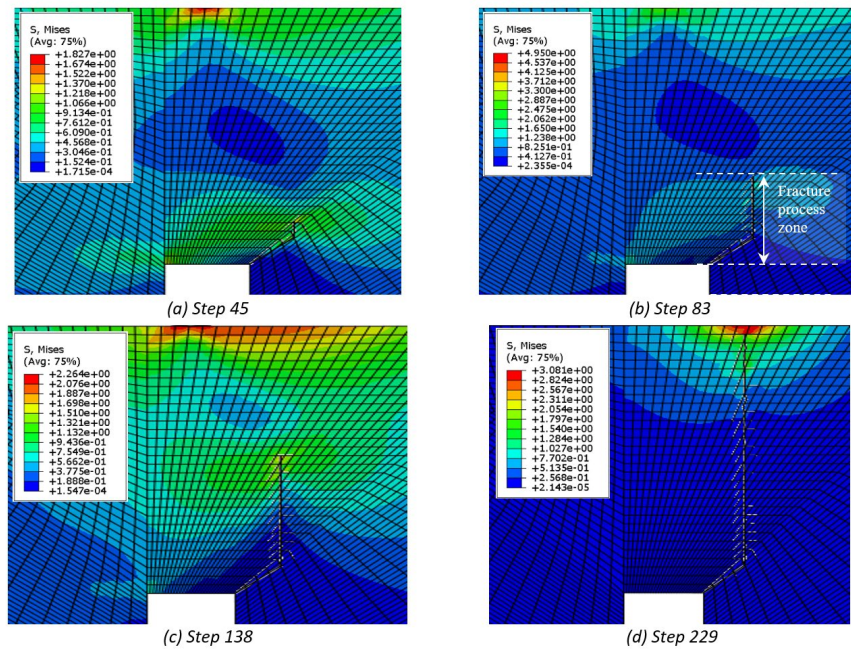 S, Mises
(Avg: 75%)
+1.827e+00
+1.674e+00
+1.522e+00
+1.370e+00
+1.218e+00
+1.066e+00
+9.134e-01
+7.612e-01
+6.090e-01
+4.568e-01
+3.046e-01
+1.524e-01
+1.715e-04
(a) Step 45
S, Mises
(Avg: 75%)
+4.950e+00
+4.537e+00
+4.125e+00
+3.712e+00
+3.300e+00
+2.887e+00
+2.475e+00
+2.062e+00
+1.650e+00
+1.238e+00
+8.251e-01
+4.127e-01
+2.355e-04
Fracture
process
zone
(b) Step 83
S, Mises
(Avg: 75%)
+2.264e+00
+2.076e+00
+1.887e+00
+1.698e+00
+1.510e+00
+1.321e+00
+1.132e+00
+9.436e-01
+7.549e-01
+5.662e-01
+3.775e-01
+1.888e-01
+1.547e-04
(c) Step 138
S, Mises
(Avg: 75%)
+3.081e+00
+2.824e+00
+2.567e+00
+2.311e+00
+2.054e+00
+1.797e+00
+1.540e+00
+1.284e+00
+1.027e+00
+7.702e-01
+5.135e-01
+2.568e-01
+2.143e-05
(d) Step 229